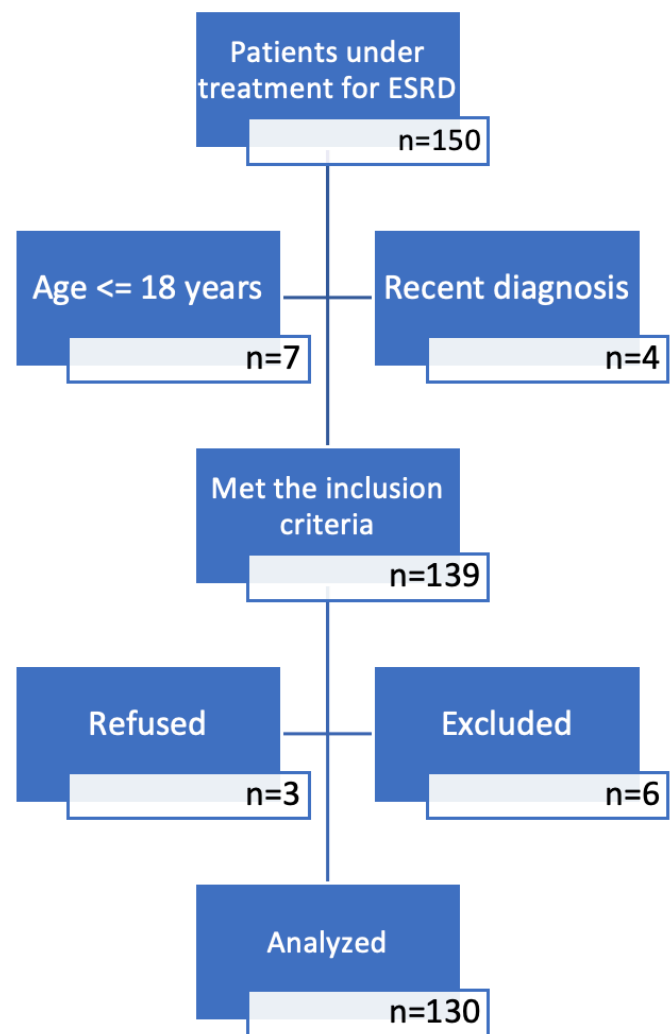 Patients under
treatment for ESRD
n=150
Age <= 18 years
n=7
Recent diagnosis
n=4
Met the inclusion
criteria
n=139
Refused
n=3
Excluded
n=6
Analyzed
n=130